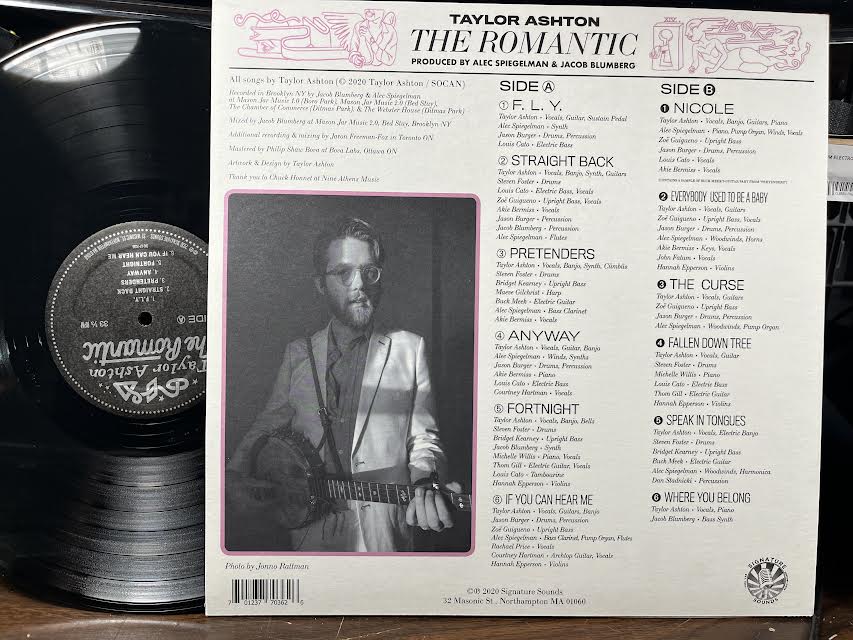 TAYLOR ASHTON
THE ROMANTIC
PRODUCED BY ALEC SPIEGELMAN & JACOB BLUMBERG
XIV.
All songs by Taylor Ashton (© 2020 Taylor Ashton / SOCAN)
Recorded in Brooklyn NY by Jacob Blumberg & Alec Spiegelman
at Mason Jar Music 1.0 (Boro Park), Mason Jar Music 2.0 (Bed Stuy),
The Chamber of Commerce (Ditmas Park), & The Webster House (Ditmas Park)
Mixed by Jacob Blumberg at Mason Jar Music 2.0, Bed Stuy, Brooklyn NY
Additional recording & mixing by Jaron Freeman-Fox in Toronto ON
Mastered by Phillip Shaw Bova at Bova Labs, Ottawa ON
Artwork & Design by Taylor Ashton
Thank you to Chuck Honnet at Nine Athens Music
Photo by Jonno Rattman
7 01237 70362 6
SIDE A
1 F. L. Y.
Taylor Ashton • Vocals, Guitar, Sustain Pedal
Alec Spiegelman • Synth
Jason Burger • Drums, Percussion
Louis Cato • Electric Bass
2 STRAIGHT BACK
Taylor Ashton • Vocals, Banjo, Synth, Guitars
Steven Foster • Drums
Louis Cato • Electric Bass, Vocals
Zoë Guigueno • Upright Bass, Vocals
Akie Bermiss • Vocals
Jason Burger • Percussion
Jacob Blumberg • Percussion
Alec Spiegelman • Flutes
3 PRETENDERS
Taylor Ashton • Vocals, Banjo, Synth, Cümbüs
Steven Foster • Drums
Bridget Kearney • Upright Bass
Maeve Gilchrist • Harp
Buck Meek • Electric Guitar
Alec Spiegelman • Bass Clarinet
Akie Bermiss • Vocals
4 ANYWAY
Taylor Ashton • Vocals, Guitar, Banjo
Alec Spiegelman • Winds, Synths
Jason Burger • Drums, Percussion
Akie Bermiss • Piano
Louis Cato • Electric Bass
Courtney Hartman • Vocals
5 FORTNIGHT
Taylor Ashton • Vocals, Banjo, Bells
Steven Foster • Drums
Bridget Kearney • Upright Bass
Jacob Blumberg • Synth
Michelle Willis • Piano, Vocals
Thom Gill • Electric Guitar, Vocals
Louis Cato • Tambourine
Hannah Epperson • Violins
6 IF YOU CAN HEAR ME
Taylor Ashton • Vocals, Guitars, Banjo
Jason Burger • Drums, Percussion
Zoë Guigueno • Upright Bass
Alec Spiegelman • Bass Clarinet, Pump Organ, Flutes
Rachael Price • Vocals
Courtney Hartman • Archtop Guitar, Vocals
Hannah Epperson • Violins
SIDE B
1 NICOLE
Taylor Ashton • Vocals, Banjo, Guitars, Piano
Alec Spiegelman • Piano, Pump Organ, Winds, Vocals
Zoë Guigueno • Upright Bass
Jason Burger • Drums, Percussion
Louis Cato • Vocals
Akie Bermiss • Vocals
2 EVERYBODY USED TO BE A BABY
Taylor Ashton • Vocals, Guitars
Zoë Guigueno • Upright Bass, Vocals
Jason Burger • Drums, Percussion
Alec Spiegelman • Woodwinds, Horns
Akie Bermiss • Keys, Vocals
John Fatum • Vocals
Hannah Epperson • Violins
3 THE CURSE
Taylor Ashton • Vocals, Guitars
Zoë Guigueno • Upright Bass
Jason Burger • Drums, Percussion
Alec Spiegelman • Woodwinds, Pump Organ
4 FALLEN DOWN TREE
Taylor Ashton • Vocals, Guitar
Steven Foster • Drums
Michelle Willis • Piano
Louis Cato • Electric Bass
Thom Gill • Electric Guitar
Hannah Epperson • Violins
5 SPEAK IN TONGUES
Taylor Ashton • Vocals, Electric Banjo
Steven Foster • Drums
Bridget Kearney • Upright Bass
Buck Meek • Electric Guitar
Alec Spiegelman • Woodwinds, Harmonica
Dan Stadnicki • Percussion
6 WHERE YOU BELONG
Taylor Ashton • Vocals, Piano
Jacob Blumberg • Bass Synth
©℗ 2020 Signature Sounds
32 Masonic St., Northampton MA 01060
SIGNATURE SOUNDS
Taylor Ashton
The Romantic
SIDE A
33 ⅓
1. F.L.Y.
2. STRAIGHT BACK
3. PRETENDERS
4. ANYWAY
5. FORTNIGHT
6. IF YOU CAN HEAR ME